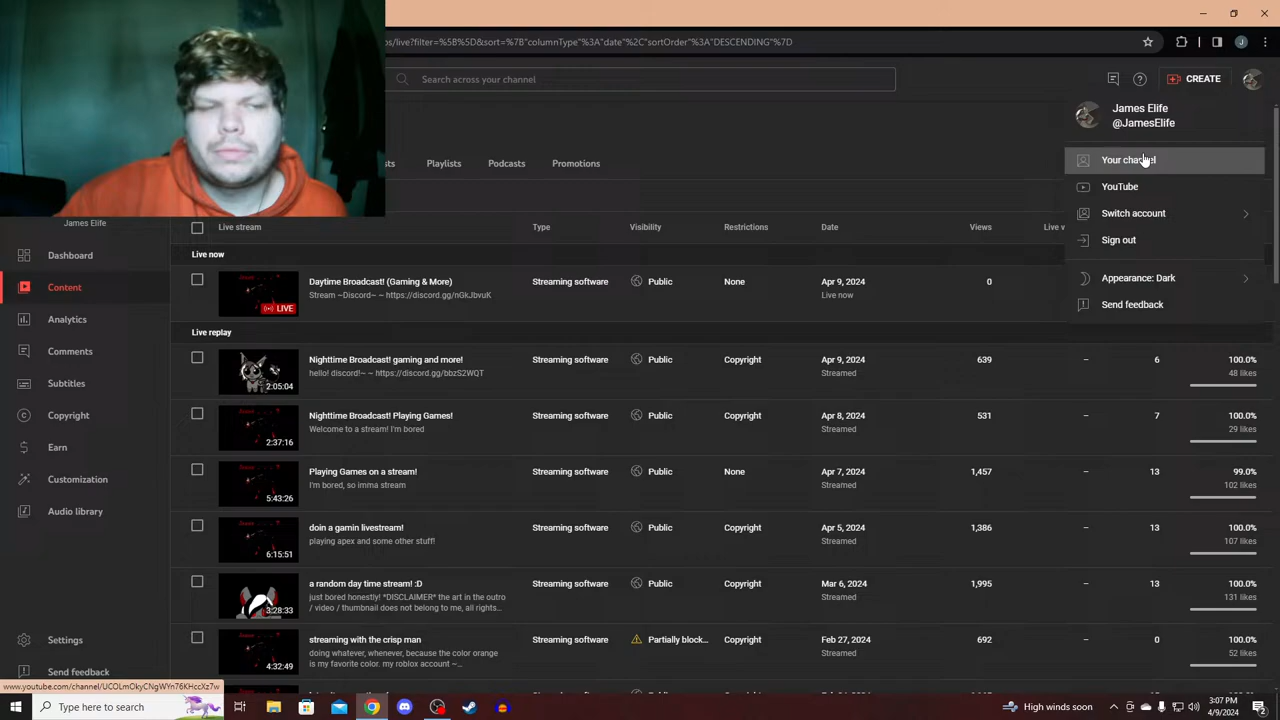 os/live?filter=%5B%5D&sort=%7B"columnType"%3A"date"%2C"sortOrder"%3A"DESCENDING"%7D
J
Search across your channel
CREATE
James Elife
@JamesElife
Your channel
YouTube
Switch account
Sign out
Appearance: Dark
Send feedback
Playlists
Podcasts
Promotions
James Elife
Dashboard
Content
Analytics
Comments
Subtitles
Copyright
Earn
Customization
Audio library
Settings
Send feedback
Live stream Type Visibility Restrictions Date Views Live v
Live now
Daytime Broadcast! (Gaming & More) Streaming software Public None Apr 9, 2024 0
Stream ~Discord~ ~ https://discord.gg/nGkJbvuK Live now
LIVE
Live replay
Nighttime Broadcast! gaming and more! Streaming software Public Copyright Apr 9, 2024 639 – 6 100.0%
hello! discord!~ ~ https://discord.gg/bbzS2WQT Streamed 48 likes
2:05:04
Nighttime Broadcast! Playing Games! Streaming software Public Copyright Apr 8, 2024 531 – 7 100.0%
Welcome to a stream! I'm bored Streamed 29 likes
2:37:16
Playing Games on a stream! Streaming software Public None Apr 7, 2024 1,457 – 13 99.0%
I'm bored, so imma stream Streamed 102 likes
5:43:26
doin a gamin livestream! Streaming software Public Copyright Apr 5, 2024 1,386 – 13 100.0%
playing apex and some other stuff! Streamed 107 likes
6:15:51
a random day time stream! :D Streaming software Public Copyright Mar 6, 2024 1,995 – 13 100.0%
just bored honestly! *DISCLAIMER* the art in the outro Streamed 131 likes
/ video / thumbnail does not belong to me, all rights...
3:28:33
streaming with the crisp man Streaming software Partially block... Copyright Feb 27, 2024 692 – 0 100.0%
doing whatever, whenever, because the color orange Streamed 52 likes
is my favorite color. my roblox account ~...
4:32:49
www.youtube.com/channel/UCOLmOkyCNgWYn76KHccXz7w
Type here to search
High winds soon
3:07 PM
4/9/2024
2